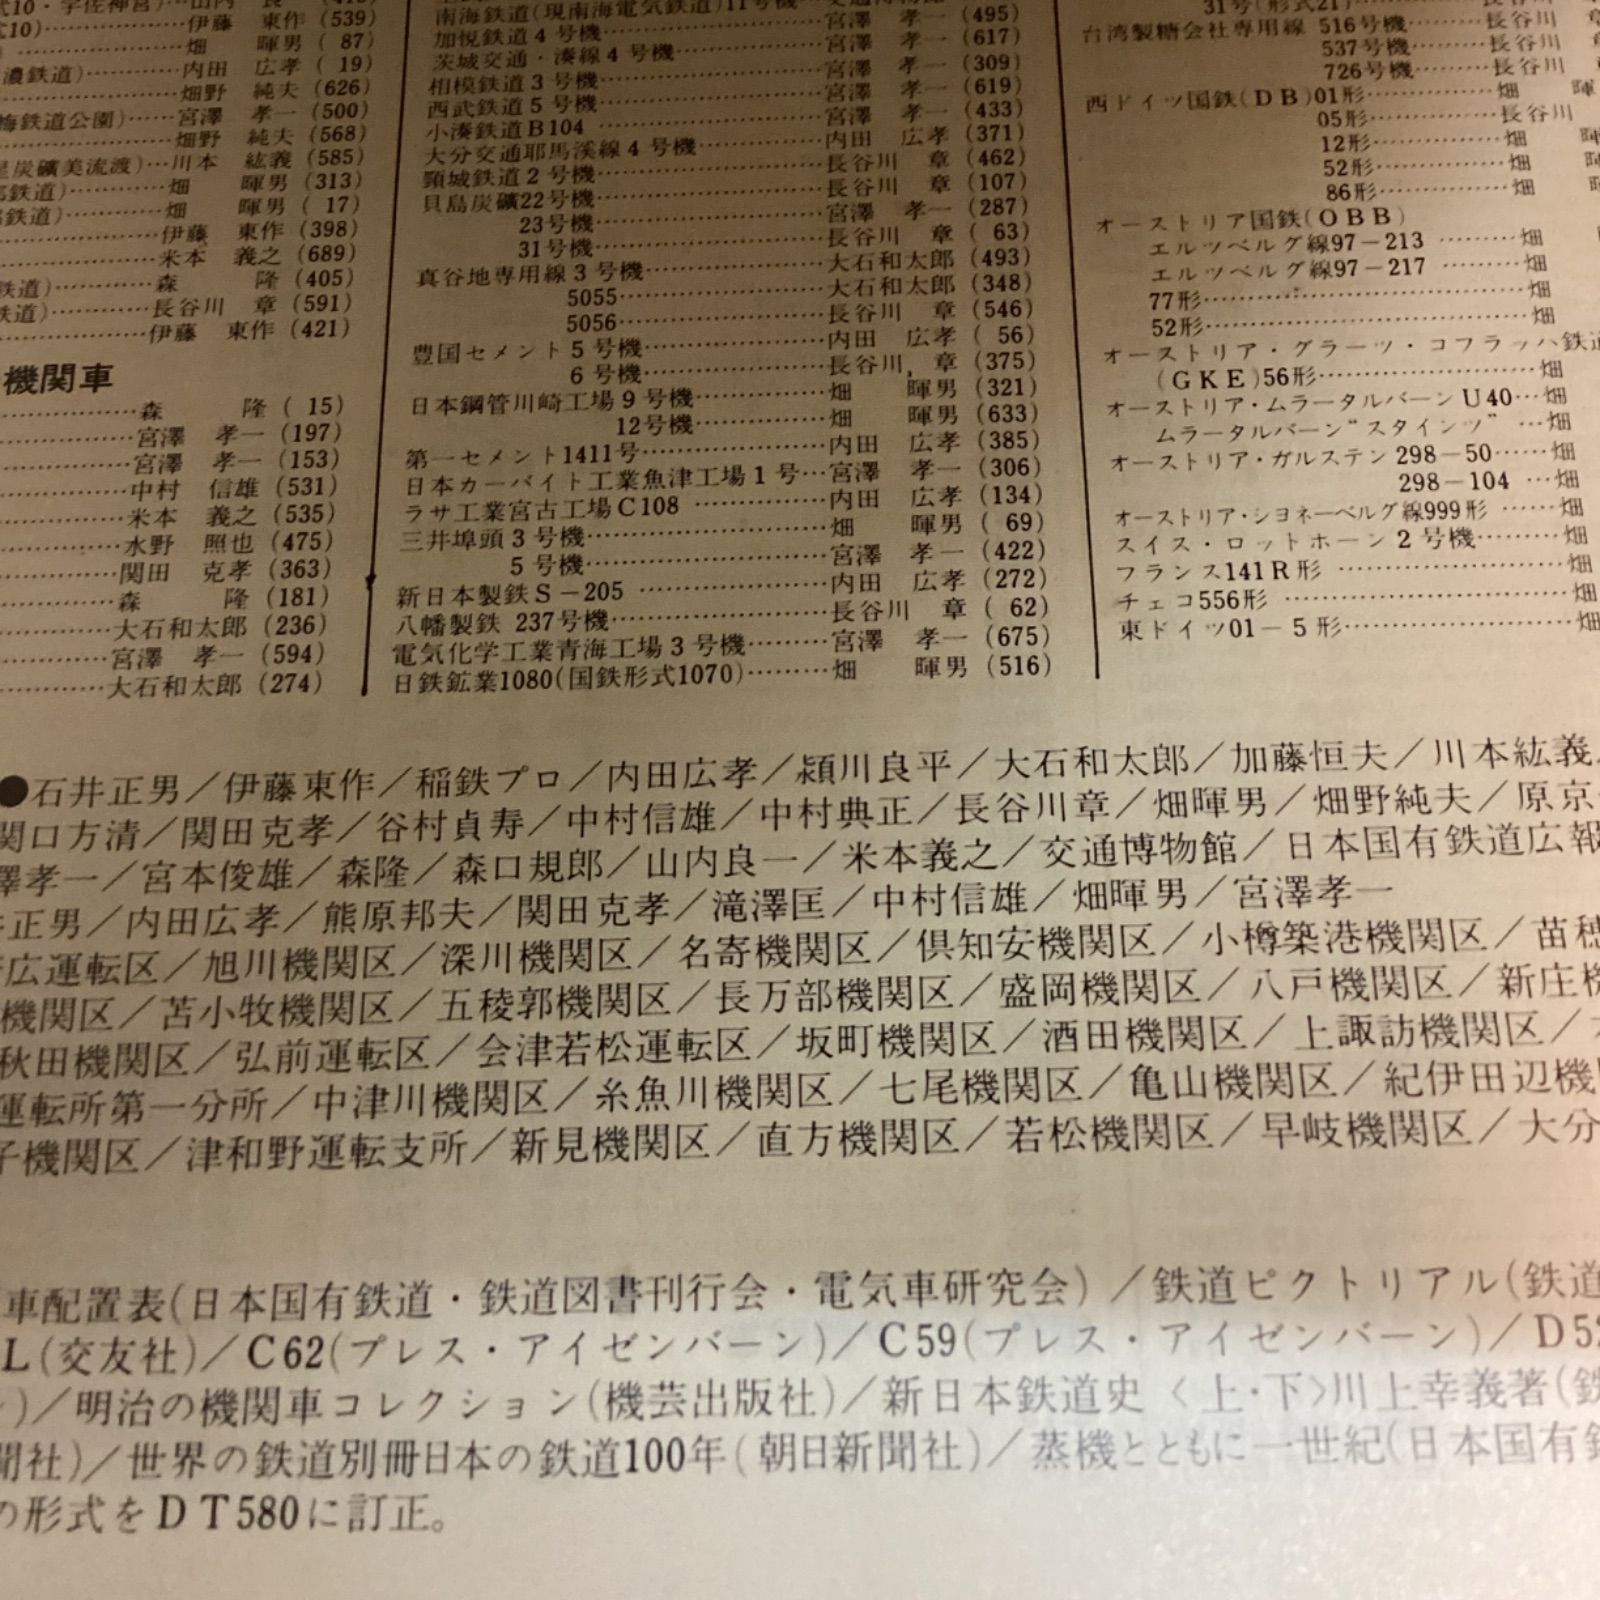 伊藤 東作(539)
畑 暉男( 87)
濃鉄道)…………内田 広孝( 19)
畑野 純夫(626)
梅鉄道公園)……宮澤 孝一(500)
畑野 純夫(568)
炭礦美流渡)…川本 紘義(585)
鉄道)…………畑 暉男(313)
鉄道)…………畑 暉男( 17)
伊藤 東作(398)
米本 義之(689)
鉄道)…………森 隆(405)
鉄道)………長谷川 章(591)
伊藤 東作(421)
機関車
森 隆( 15)
宮澤 孝一(197)
宮澤 孝一(153)
中村 信雄(531)
米本 義之(535)
水野 照也(475)
関田 克孝(363)
森 隆(181)
大石和太郎(236)
宮澤 孝一(594)
大石和太郎(274)
南海鉄道(現南海電気鉄道)11号機
加悦鉄道4号機……宮澤 孝一(495)
茨城交通・湊線4号機……宮澤 孝一(617)
相模鉄道3号機……宮澤 孝一(309)
西武鉄道5号機……宮澤 孝一(619)
小湊鉄道B104……宮澤 孝一(433)
大分交通耶馬溪線4号機……内田 広孝(371)
頸城鉄道2号機……長谷川 章(462)
貝島炭礦22号機……長谷川 章(107)
23号機……宮澤 孝一(287)
31号機……長谷川 章( 63)
真谷地専用線3号機……大石和太郎(493)
5055……大石和太郎(348)
5056……長谷川 章(546)
豊国セメント5号機……内田 広孝( 56)
6号機……長谷川 章(375)
日本鋼管川崎工場9号機……畑 暉男(321)
12号機……畑 暉男(633)
第一セメント1411号……内田 広孝(385)
日本カーバイト工業魚津工場1号…宮澤 孝一(306)
ラサ工業宮古工場C108……内田 広孝(134)
三井埠頭3号機……畑 暉男( 69)
5号機……宮澤 孝一(422)
新日本製鉄S-205……内田 広孝(272)
八幡製鉄 237号機……長谷川 章( 62)
電気化学工業青海工場3号機……宮澤 孝一(675)
日鉄鉱業1080(国鉄形式1070)……畑 暉男(516)
31号(形式21)
台湾製糖会社専用線 516号機……長谷川
537号機……長谷川
726号機……長谷川
西ドイツ国鉄(DB)01形……畑 暉
05形……長谷川
12形……畑
52形……畑
86形……畑
オーストリア国鉄(OBB)
エルツベルグ線97-213……畑
エルツベルグ線97-217……畑
77形……畑
52形……畑
オーストリア・グラーツ・コフラッハ鉄道
(GKE)56形……畑
オーストリア・ムラータルバーンU40…畑
ムラータルバーン"スタインツ"…畑
オーストリア・ガルステン298-50……畑
298-104…畑
オーストリア・シヨネーベルグ線999形……畑
スイス・ロットホーン2号機……畑
フランス141R形……畑
チェコ556形……畑
東ドイツ01-5形……畑
●石井正男／伊藤東作／稲鉄プロ／内田広孝／潁川良平／大石和太郎／加藤恒夫／川本紘義
関口方清／関田克孝／谷村貞寿／中村信雄／中村典正／長谷川章／畑暉男／畑野純夫／原京
澤孝一／宮本俊雄／森隆／森口規郎／山内良一／米本義之／交通博物館／日本国有鉄道広報
井正男／内田広孝／熊原邦夫／関田克孝／滝澤匡／中村信雄／畑暉男／宮澤孝一
広運転区／旭川機関区／深川機関区／名寄機関区／倶知安機関区／小樽築港機関区／苗穂
機関区／苫小牧機関区／五稜郭機関区／長万部機関区／盛岡機関区／八戸機関区／新庄機
秋田機関区／弘前運転区／会津若松運転区／坂町機関区／酒田機関区／上諏訪機関区／
運転所第一分所／中津川機関区／糸魚川機関区／七尾機関区／亀山機関区／紀伊田辺機
子機関区／津和野運転支所／新見機関区／直方機関区／若松機関区／早岐機関区／大分
車配置表(日本国有鉄道・鉄道図書刊行会・電気車研究会)／鉄道ピクトリアル(鉄道
L(交友社)／C62(プレス・アイゼンバーン)／C59(プレス・アイゼンバーン)／D52
)／明治の機関車コレクション(機芸出版社)／新日本鉄道史〈上・下〉川上幸義著(鉄
聞社)／世界の鉄道別冊日本の鉄道100年(朝日新聞社)／蒸機とともに一世紀(日本国有鉄
の形式をDT580に訂正。